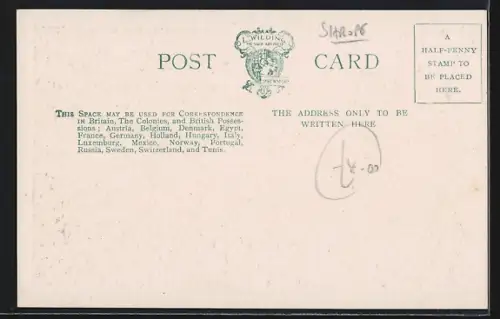 WILDING
POST CARD
A
HALF-PENNY
STAMP TO
BE PLACED
HERE.
THIS SPACE MAY BE USED FOR CORRESPONDENCE
IN Britain, The Colonies, and British Posses-
sions; Austria, Belgium, Denmark, Egypt,
France, Germany, Holland, Hungary, Italy,
Luxemburg, Mexico, Norway, Portugal,
Russia, Sweden, Switzerland, and Tunis.
THE ADDRESS ONLY TO BE
WRITTEN HERE